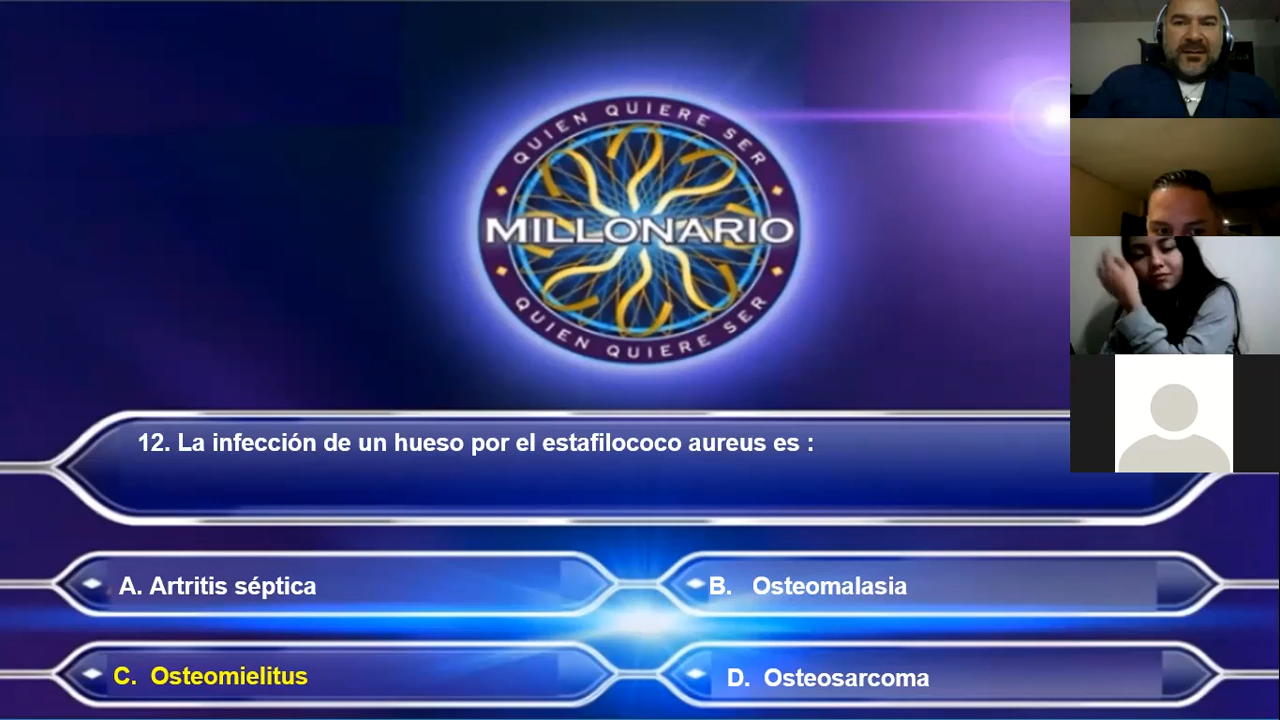 QUIEN QUIERE SER
MILLONARIO
QUIEN QUIERE SER
12. La infección de un hueso por el estafilococo aureus es :
A. Artritis séptica
B. Osteomalasia
C. Osteomielitus
D. Osteosarcoma